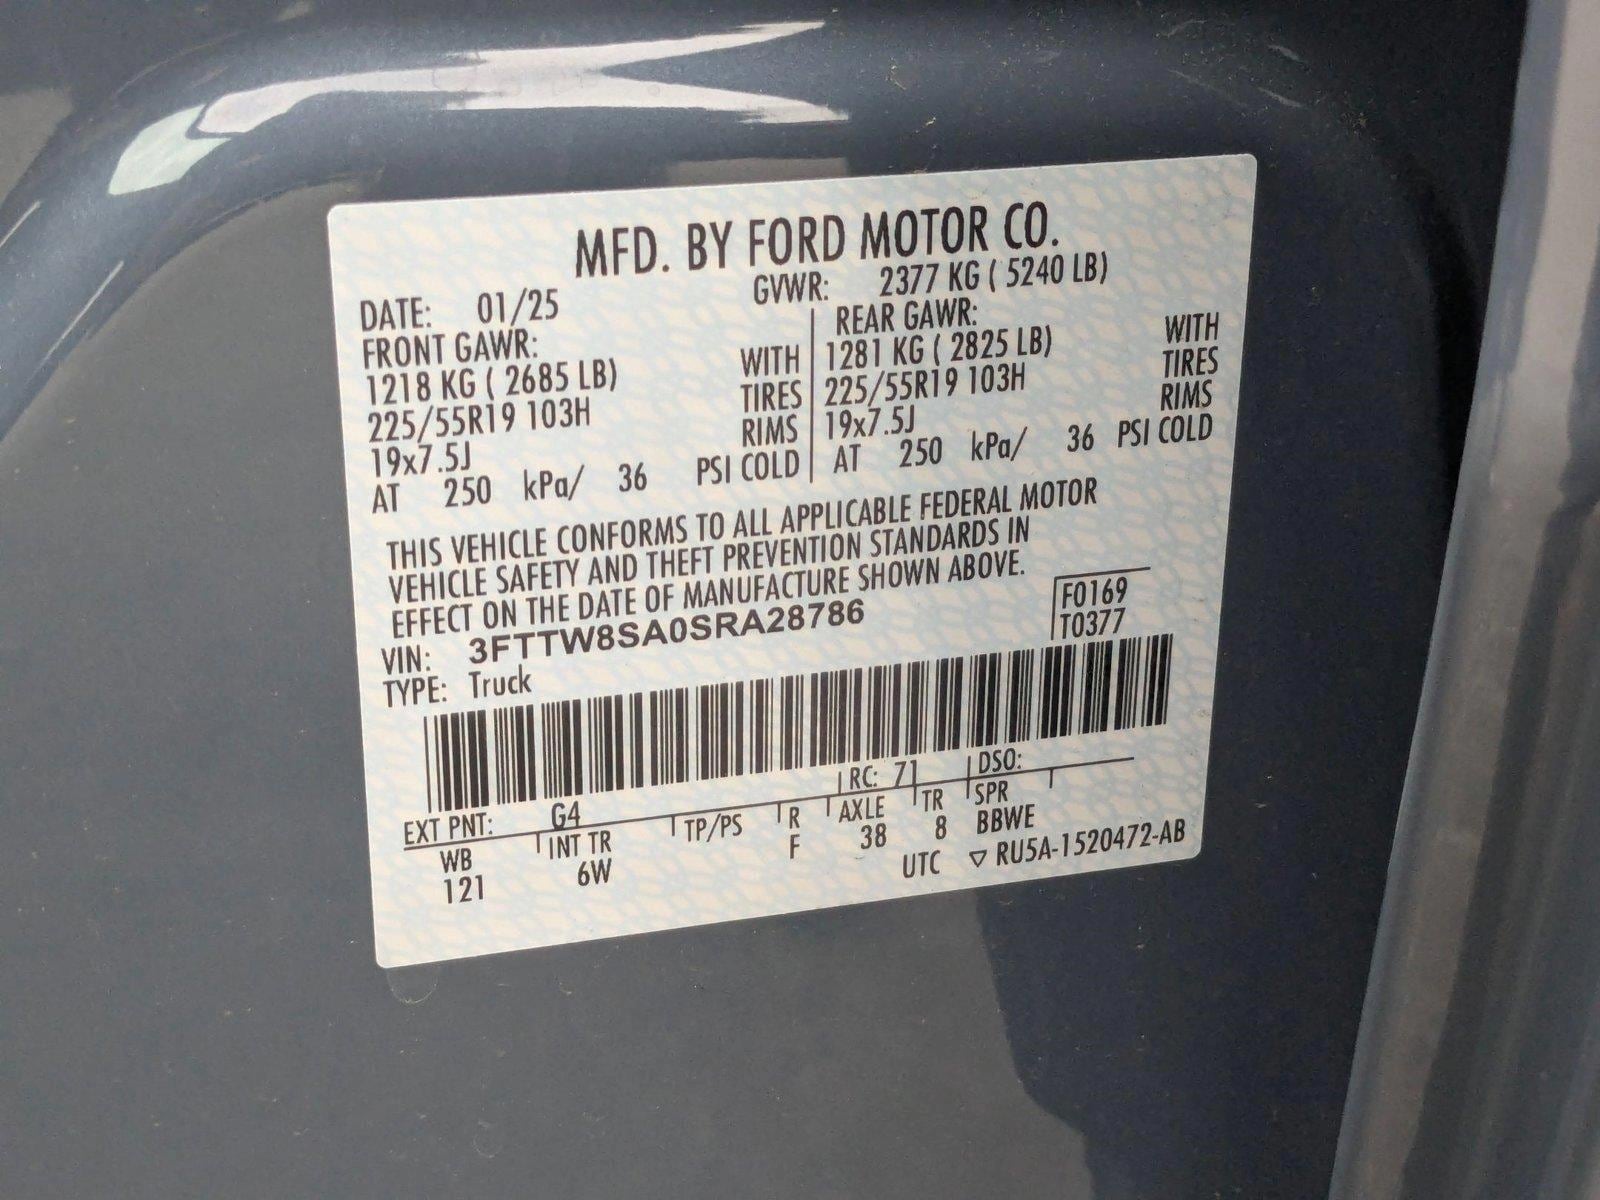 MFD. BY FORD MOTOR CO.
DATE: 01/25 GVWR: 2377 KG ( 5240 LB)
FRONT GAWR: REAR GAWR:
1218 KG ( 2685 LB) WITH 1281 KG ( 2825 LB) WITH
225/55R19 103H TIRES 225/55R19 103H TIRES
19x7.5J RIMS 19x7.5J RIMS
AT 250 kPa/ 36 PSI COLD AT 250 kPa/ 36 PSI COLD
THIS VEHICLE CONFORMS TO ALL APPLICABLE FEDERAL MOTOR
VEHICLE SAFETY AND THEFT PREVENTION STANDARDS IN
EFFECT ON THE DATE OF MANUFACTURE SHOWN ABOVE.
VIN: 3FTTW8SA0SRA28786 F0169
TYPE: Truck T0377
EXT PNT: G4 RC: 71 DSO:
WB INT TR TP/PS R AXLE TR SPR
121 6W F 38 8 BBWE
UTC ▽ RU5A-1520472-AB